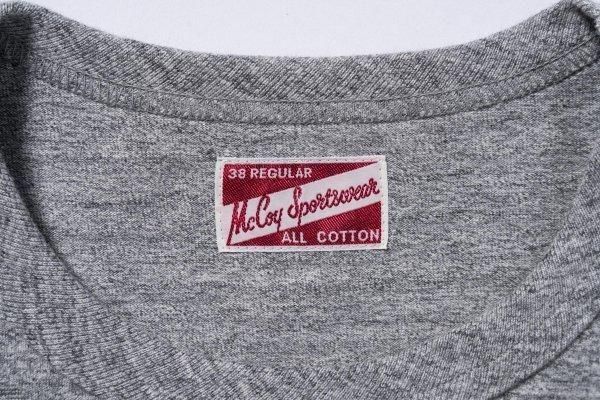 38 REGULAR
McCoy Sportswear
ALL COTTON